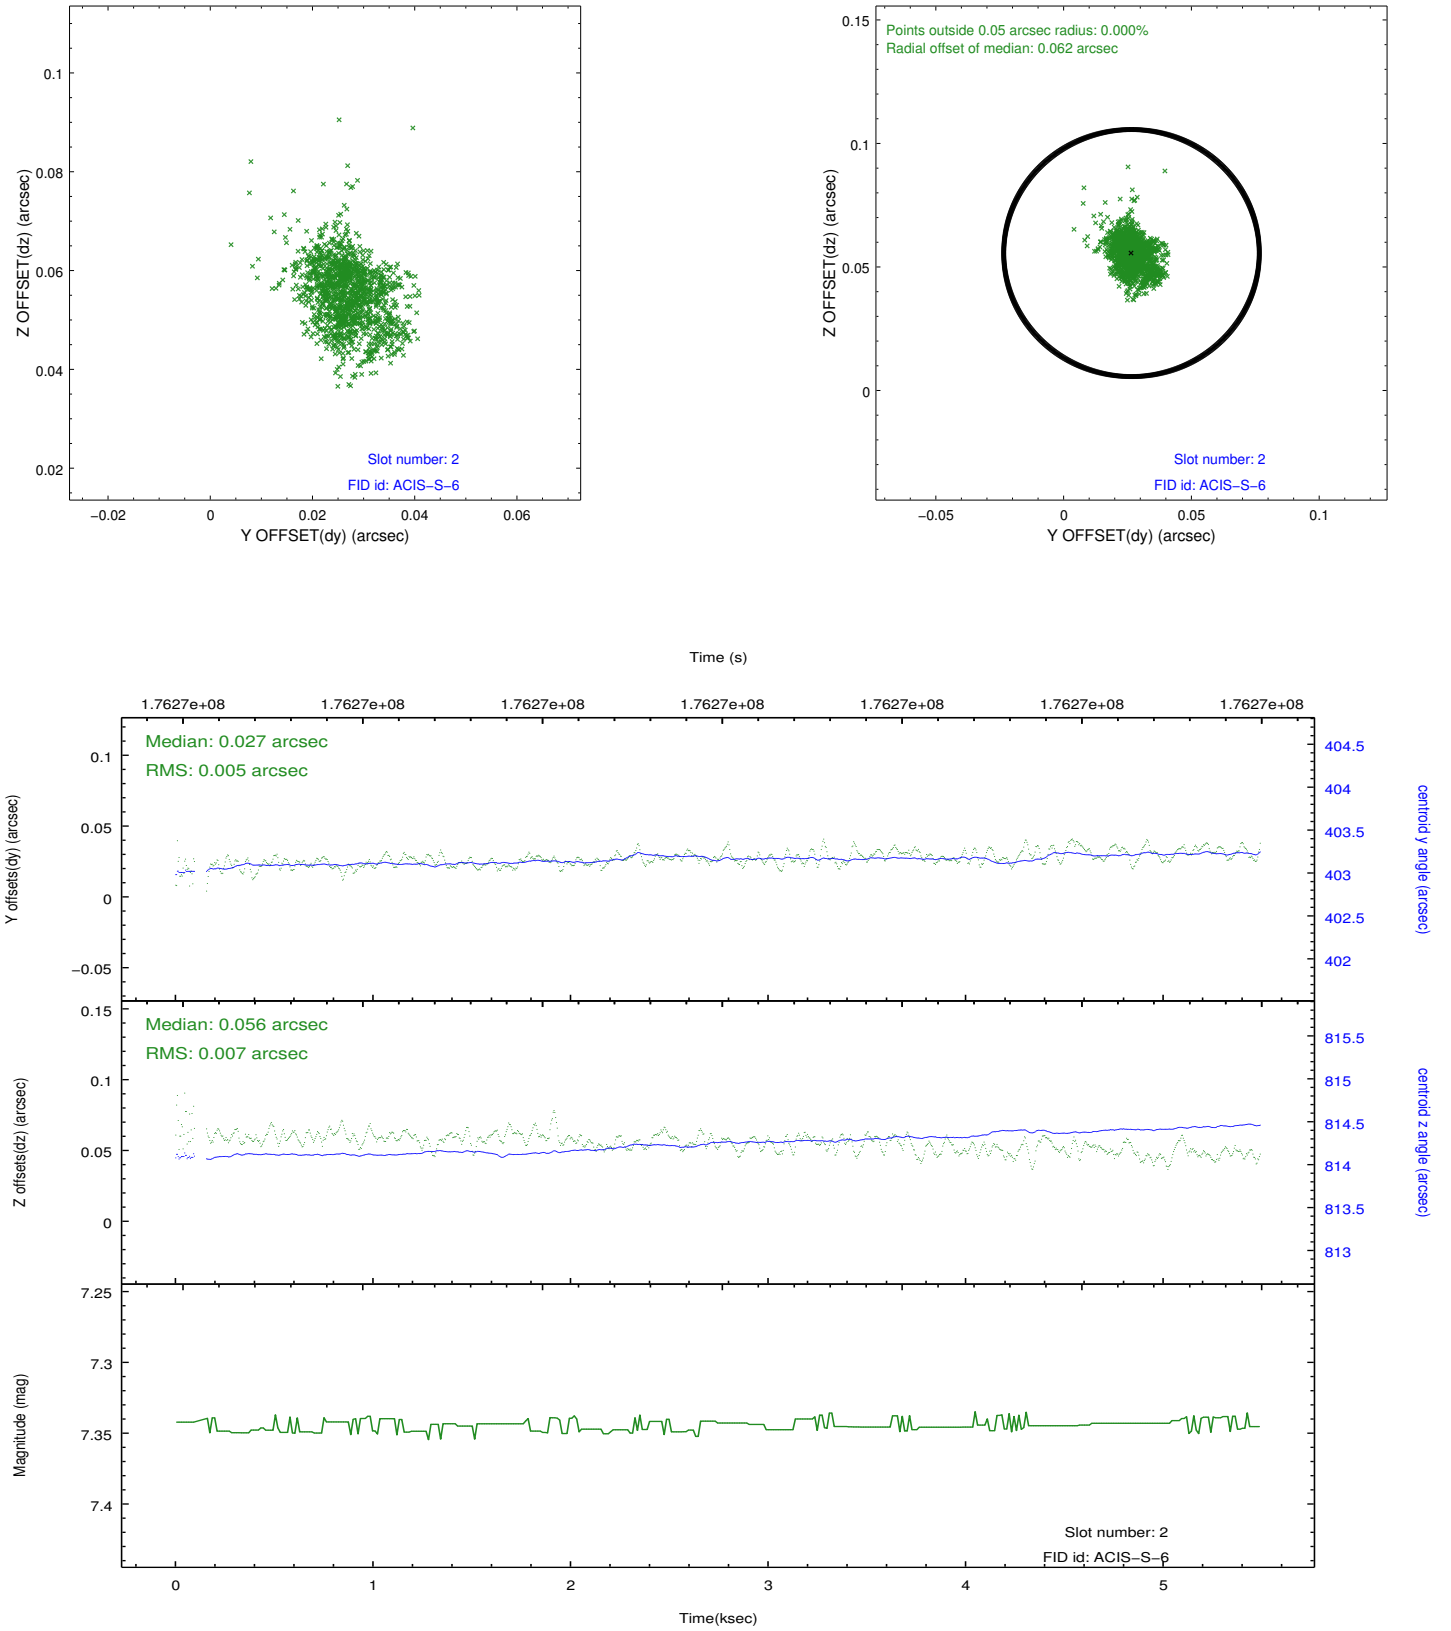 0.1
0.08
0.06
0.04
0.02
Z OFFSET(dz) (arcsec)
Slot number: 2
FID id: ACIS−S−6
−0.02 0 0.02 0.04 0.06
Y OFFSET(dy) (arcsec)
Points outside 0.05 arcsec radius: 0.000%
Radial offset of median: 0.062 arcsec
0.15
0.1
0.05
0
Z OFFSET(dz) (arcsec)
Slot number: 2
FID id: ACIS−S−6
−0.05 0 0.05 0.1
Y OFFSET(dy) (arcsec)
Time (s)
1.7627e+08 1.7627e+08 1.7627e+08 1.7627e+08 1.7627e+08 1.7627e+08 1.7627e+08
Median: 0.027 arcsec
RMS: 0.005 arcsec
0.1
0.05
0
−0.05
Y offsets(dy) (arcsec)
404.5
404
403.5
403
402.5
402
centroid y angle (arcsec)
Median: 0.056 arcsec
RMS: 0.007 arcsec
0.15
0.1
0.05
0
Z offsets(dz) (arcsec)
815.5
815
814.5
814
813.5
813
centroid z angle (arcsec)
7.25
7.3
7.35
7.4
Magnitude (mag)
Slot number: 2
FID id: ACIS−S−6
0 1 2 3 4 5
Time(ksec)